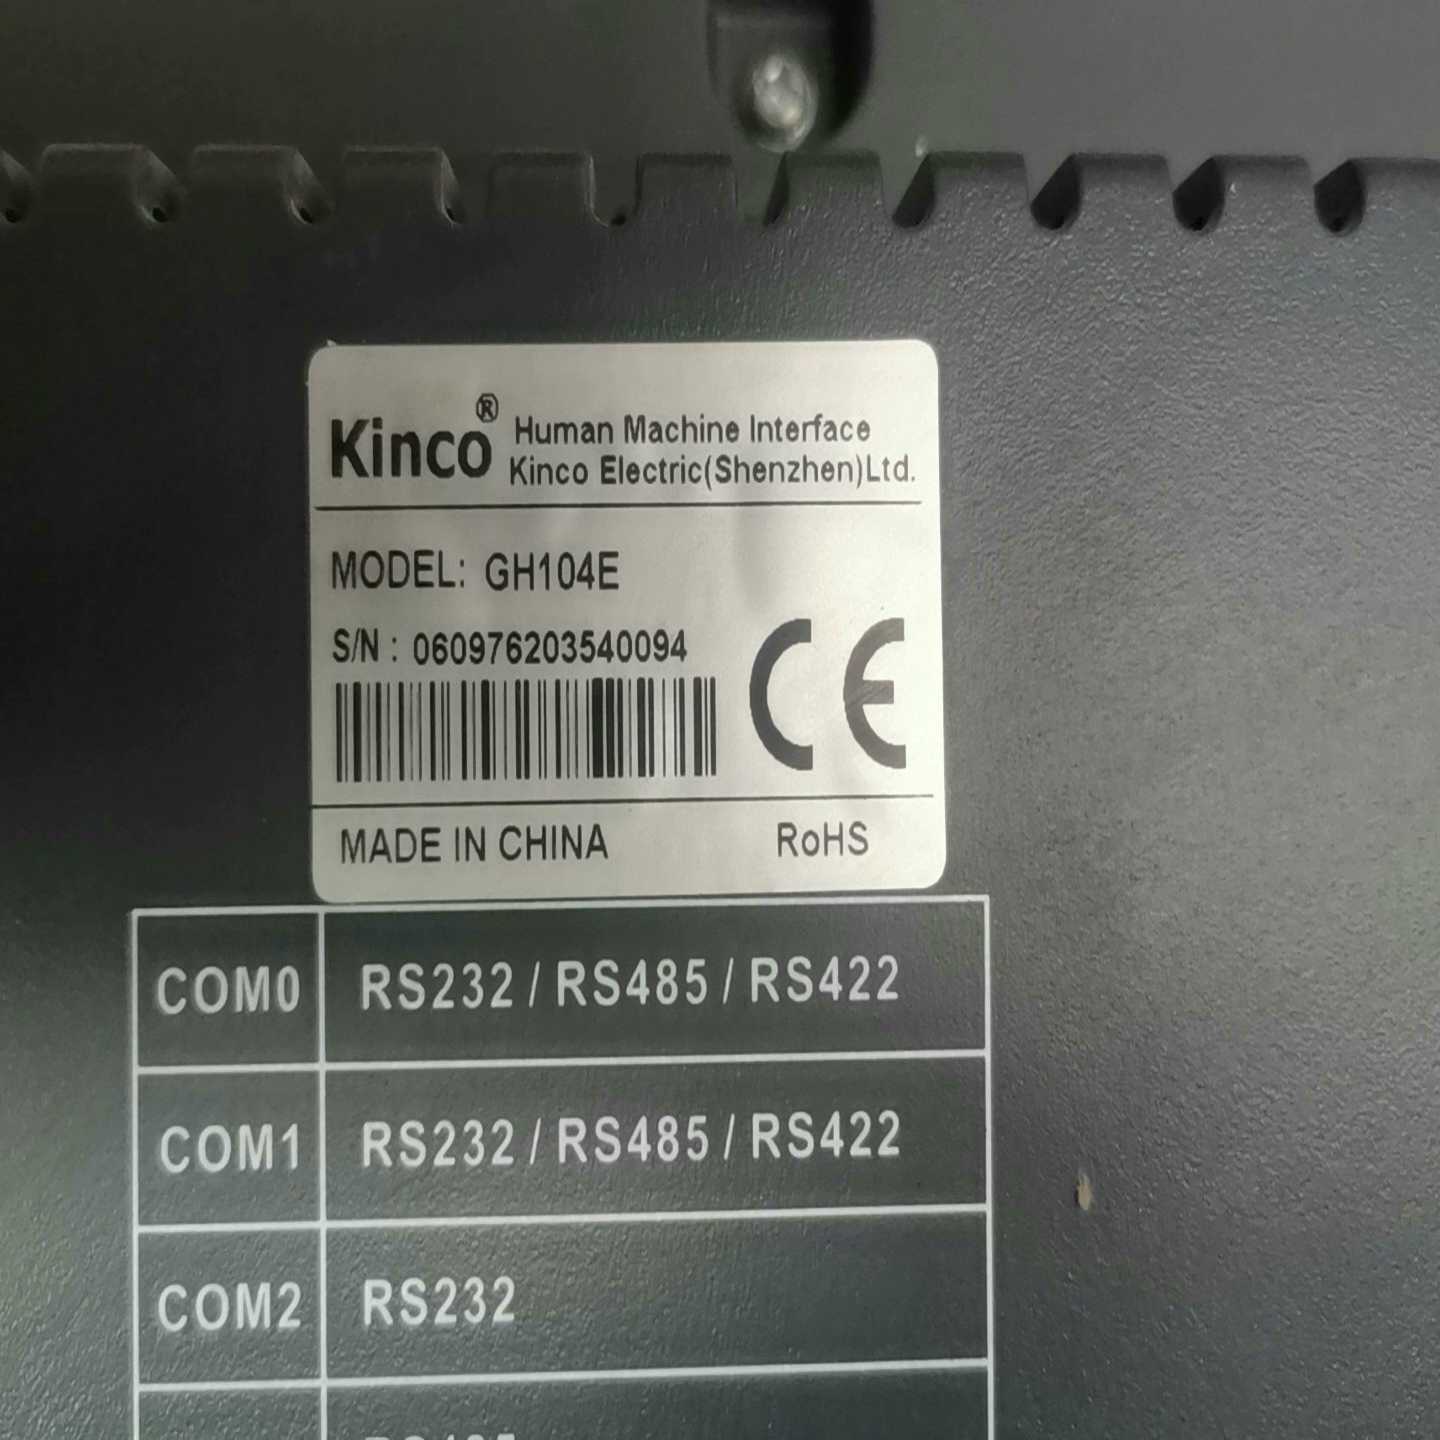 Kinco® Human Machine Interface
Kinco Electric(Shenzhen)Ltd.
MODEL: GH104E
S/N : 060976203540094
CE
MADE IN CHINA RoHS
COM0 RS232 / RS485 / RS422
COM1 RS232 / RS485 / RS422
COM2 RS232